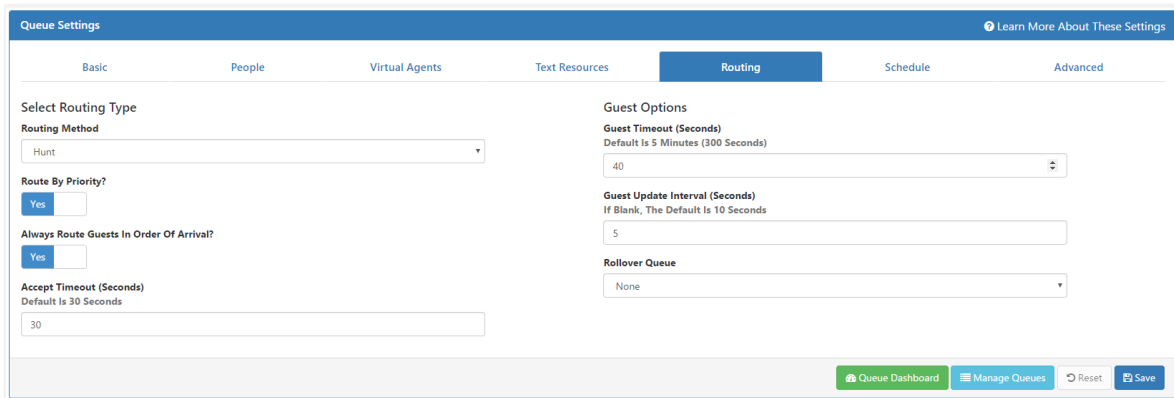 Queue Settings
Learn More About These Settings
Basic
People
Virtual Agents
Text Resources
Routing
Schedule
Advanced
Select Routing Type
Routing Method
Hunt
Route By Priority?
Yes
Always Route Guests In Order Of Arrival?
Yes
Accept Timeout (Seconds)
Default Is 30 Seconds
30
Guest Options
Guest Timeout (Seconds)
Default Is 5 Minutes (300 Seconds)
40
Guest Update Interval (Seconds)
If Blank, The Default Is 10 Seconds
5
Rollover Queue
None
Queue Dashboard
Manage Queues
Reset
Save